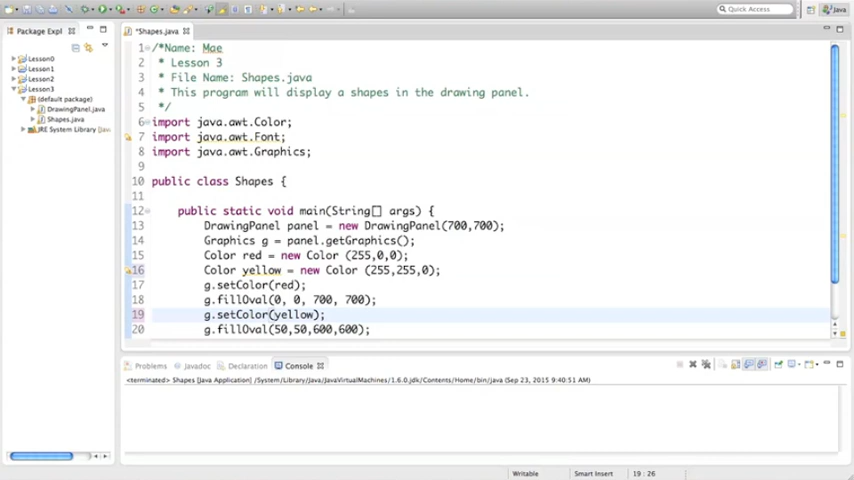 Quick Access
Java
Package Expl
*Shapes.java
Lesson0
Lesson1
Lesson2
Lesson3
(default package)
DrawingPanel.java
Shapes.java
JRE System Library [Java
1 /*Name: Mae
2 * Lesson 3
3 * File Name: Shapes.java
4 * This program will display a shapes in the drawing panel.
5 */
6 import java.awt.Color;
7 import java.awt.Font;
8 import java.awt.Graphics;
9
10 public class Shapes {
11
12 public static void main(String[] args) {
13 DrawingPanel panel = new DrawingPanel(700,700);
14 Graphics g = panel.getGraphics();
15 Color red = new Color (255,0,0);
16 Color yellow = new Color (255,255,0);
17 g.setColor(red);
18 g.fillOval(0, 0, 700, 700);
19 g.setColor(yellow);
20 g.fillOval(50,50,600,600);
Problems Javadoc Declaration Console
<terminated> Shapes [Java Application] /System/Library/Java/JavaVirtualMachines/1.6.0.jdk/Contents/Home/bin/java (Sep 23, 2015 9:40:51 AM)
Writable Smart Insert 19 : 26